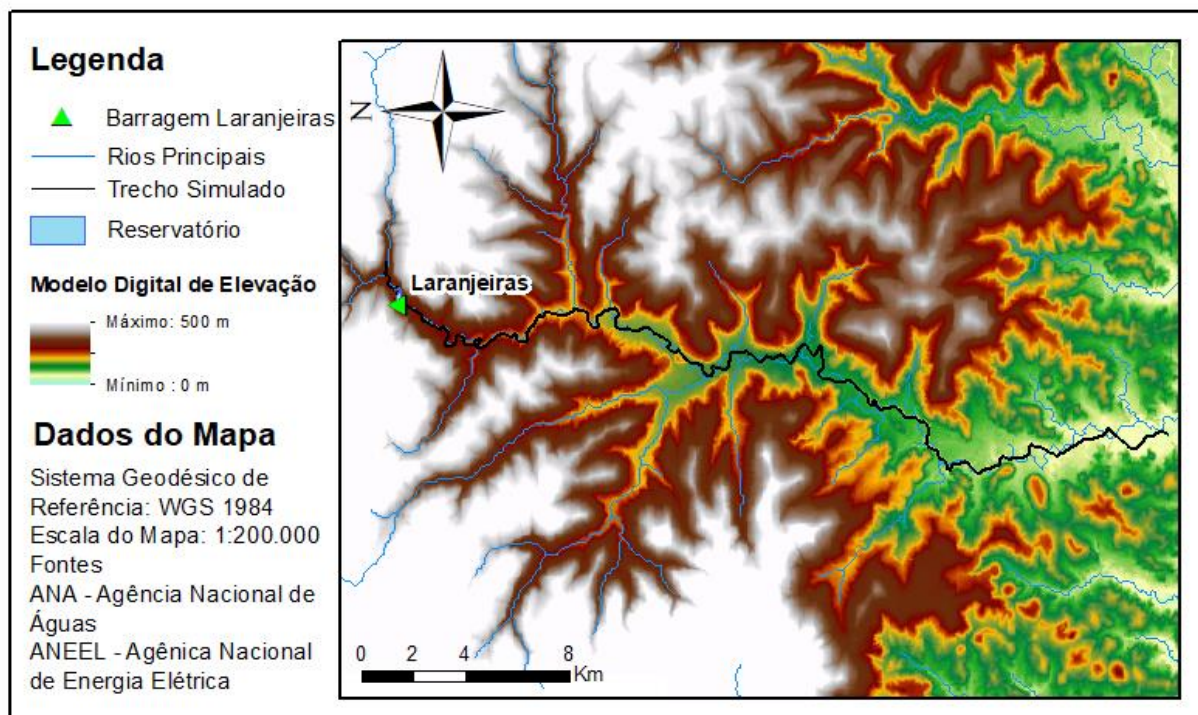 Legenda
Barragem Laranjeiras
Rios Principais
Trecho Simulado
Reservatório
Modelo Digital de Elevação
Máximo: 500 m
Mínimo : 0 m
Dados do Mapa
Sistema Geodésico de
Referência: WGS 1984
Escala do Mapa: 1:200.000
Fontes
ANA - Agência Nacional de
Águas
ANEEL - Agênica Nacional
de Energia Elétrica
N
Laranjeiras
0 2 4 8
Km